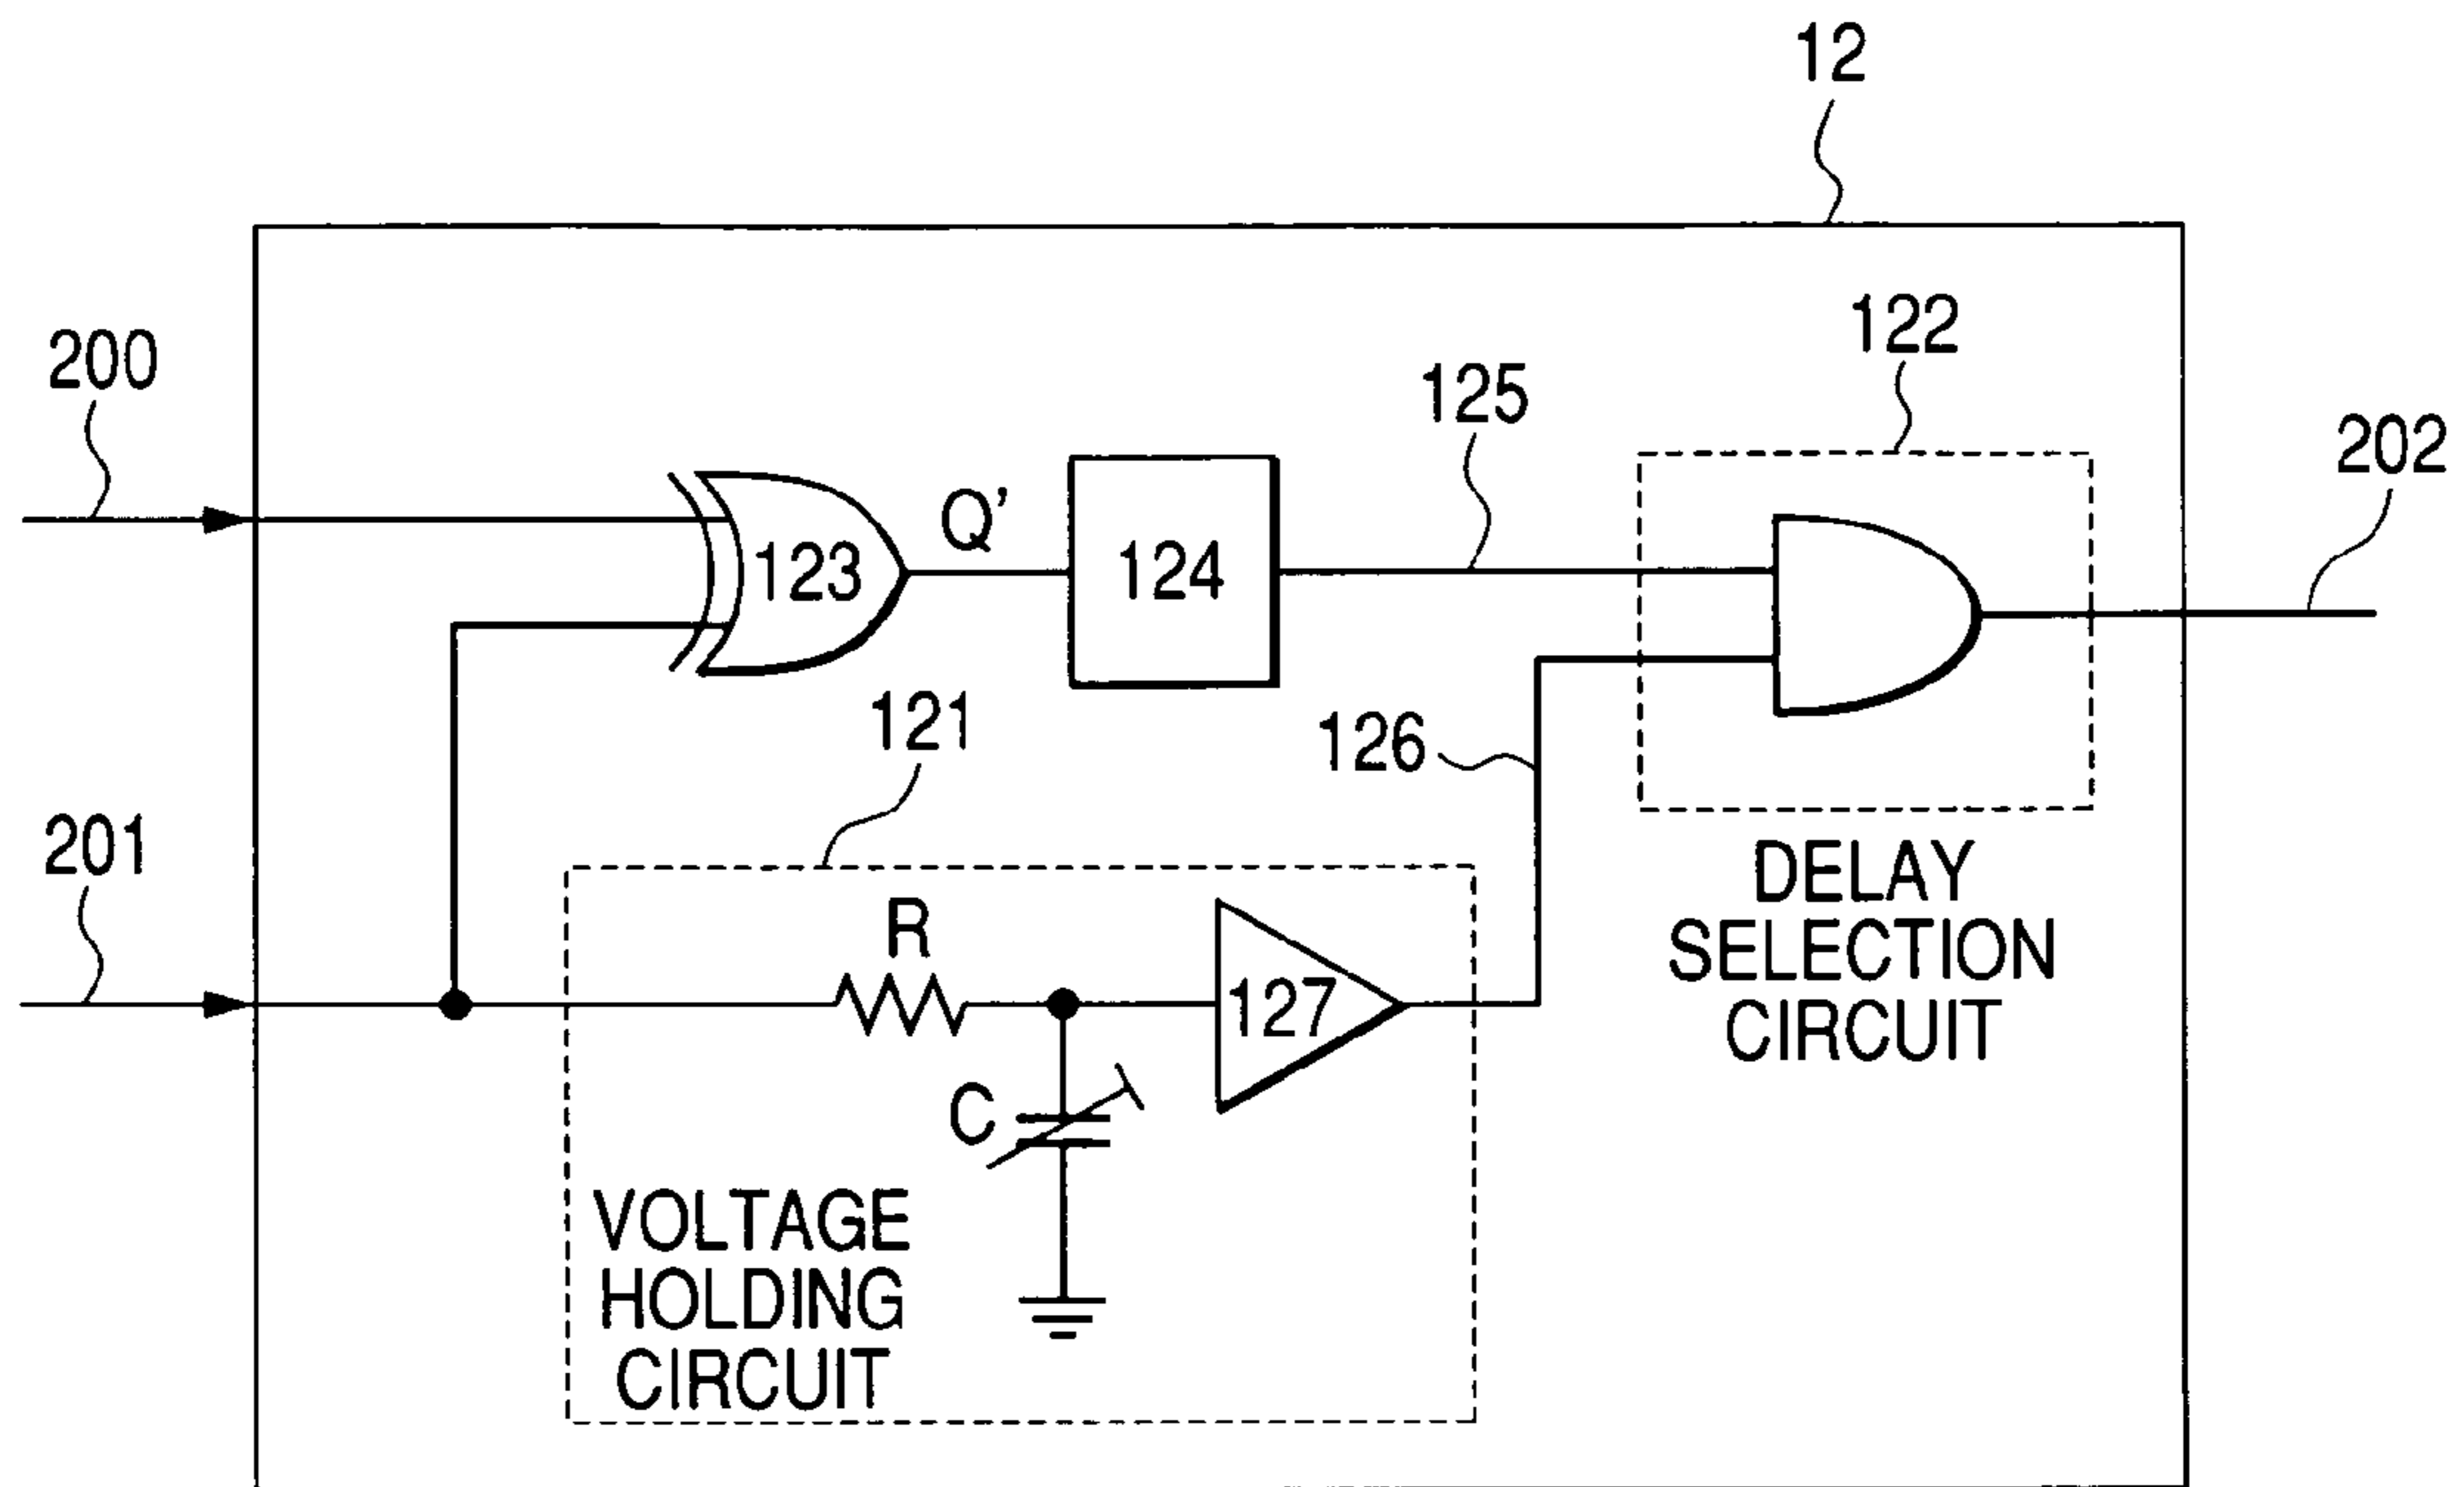 12
200
122
125
202
Q'
123
124
121
126
201
R
127
C
DELAY
SELECTION
CIRCUIT
VOLTAGE
HOLDING
CIRCUIT